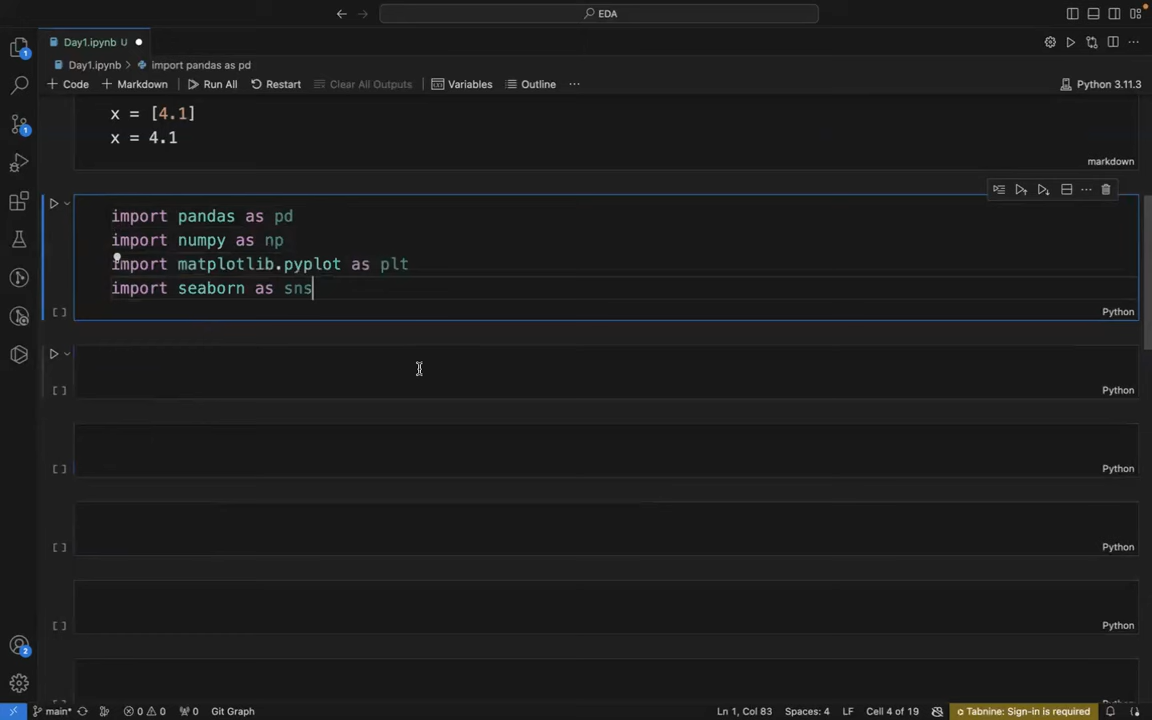 EDA
Day1.ipynb U
Day1.ipynb > import pandas as pd
+ Code + Markdown Run All Restart Clear All Outputs Variables Outline ... Python 3.11.3
x = [4.1]
x = 4.1
markdown
import pandas as pd
import numpy as np
import matplotlib.pyplot as plt
import seaborn as sns
[ ] Python
[ ] Python
[ ] Python
[ ] Python
[ ] Python
1
1
2
main* 0 0 0 Git Graph Ln 1, Col 83 Spaces: 4 LF Cell 4 of 19 Tabnine: Sign-in is required